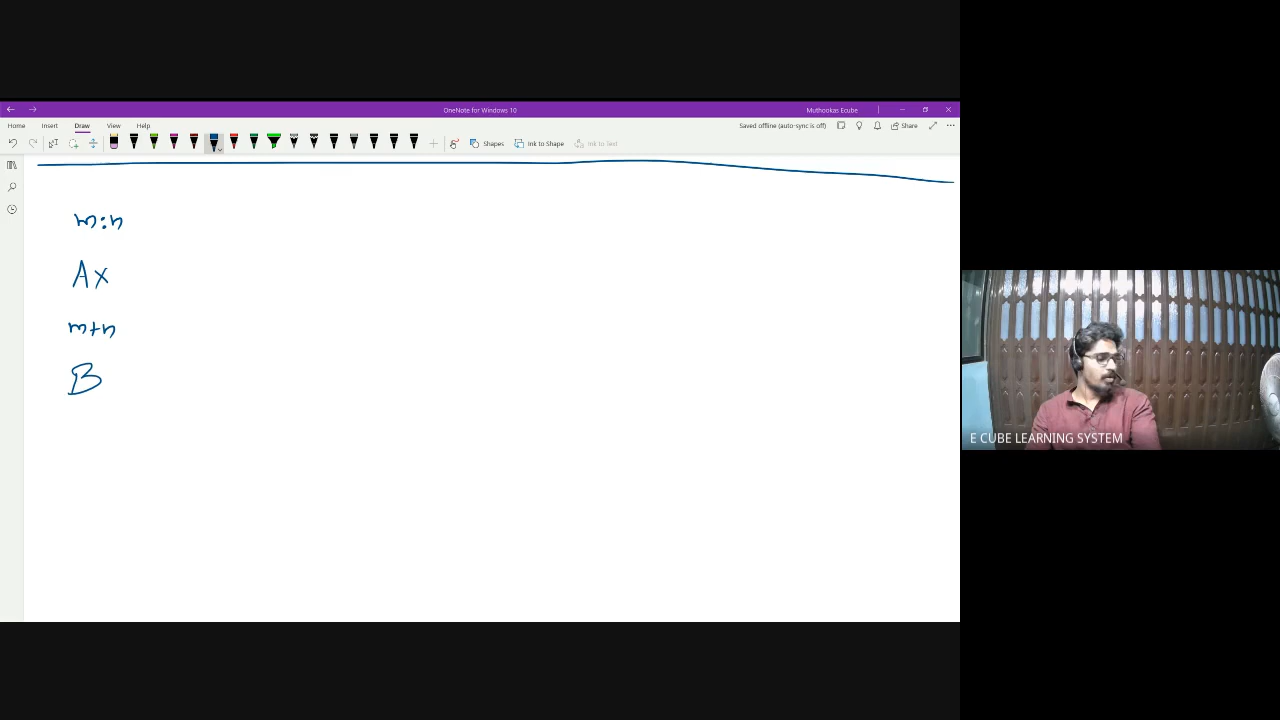 OneNote for Windows 10
Muthookas Ecube
Home Insert Draw View Help
Saved offline (auto-sync is off)
Share
Shapes
Ink to Shape
Ink to Text
m:n
Ax
m+n
B
E CUBE LEARNING SYSTEM